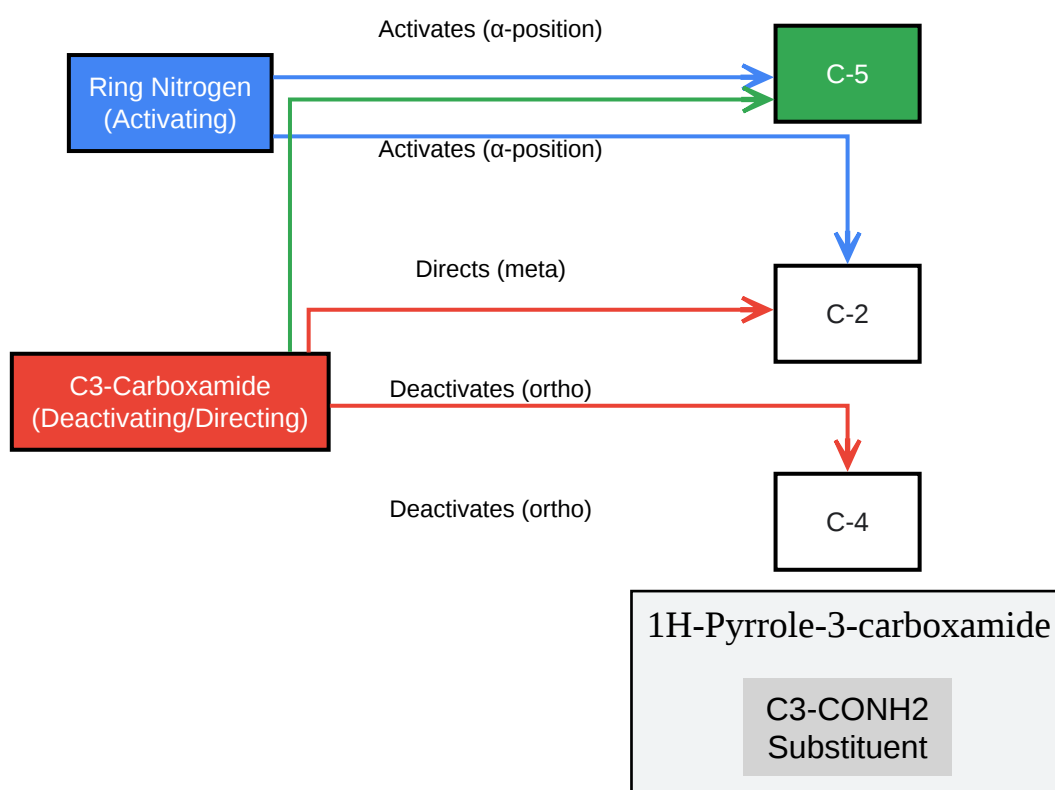 Activates (α-position)
Ring Nitrogen
(Activating)
C-5
Activates (α-position)
Directs (meta)
C-2
C3-Carboxamide
(Deactivating/Directing)
Deactivates (ortho)
Deactivates (ortho)
C-4
1H-Pyrrole-3-carboxamide
C3-CONH2
Substituent